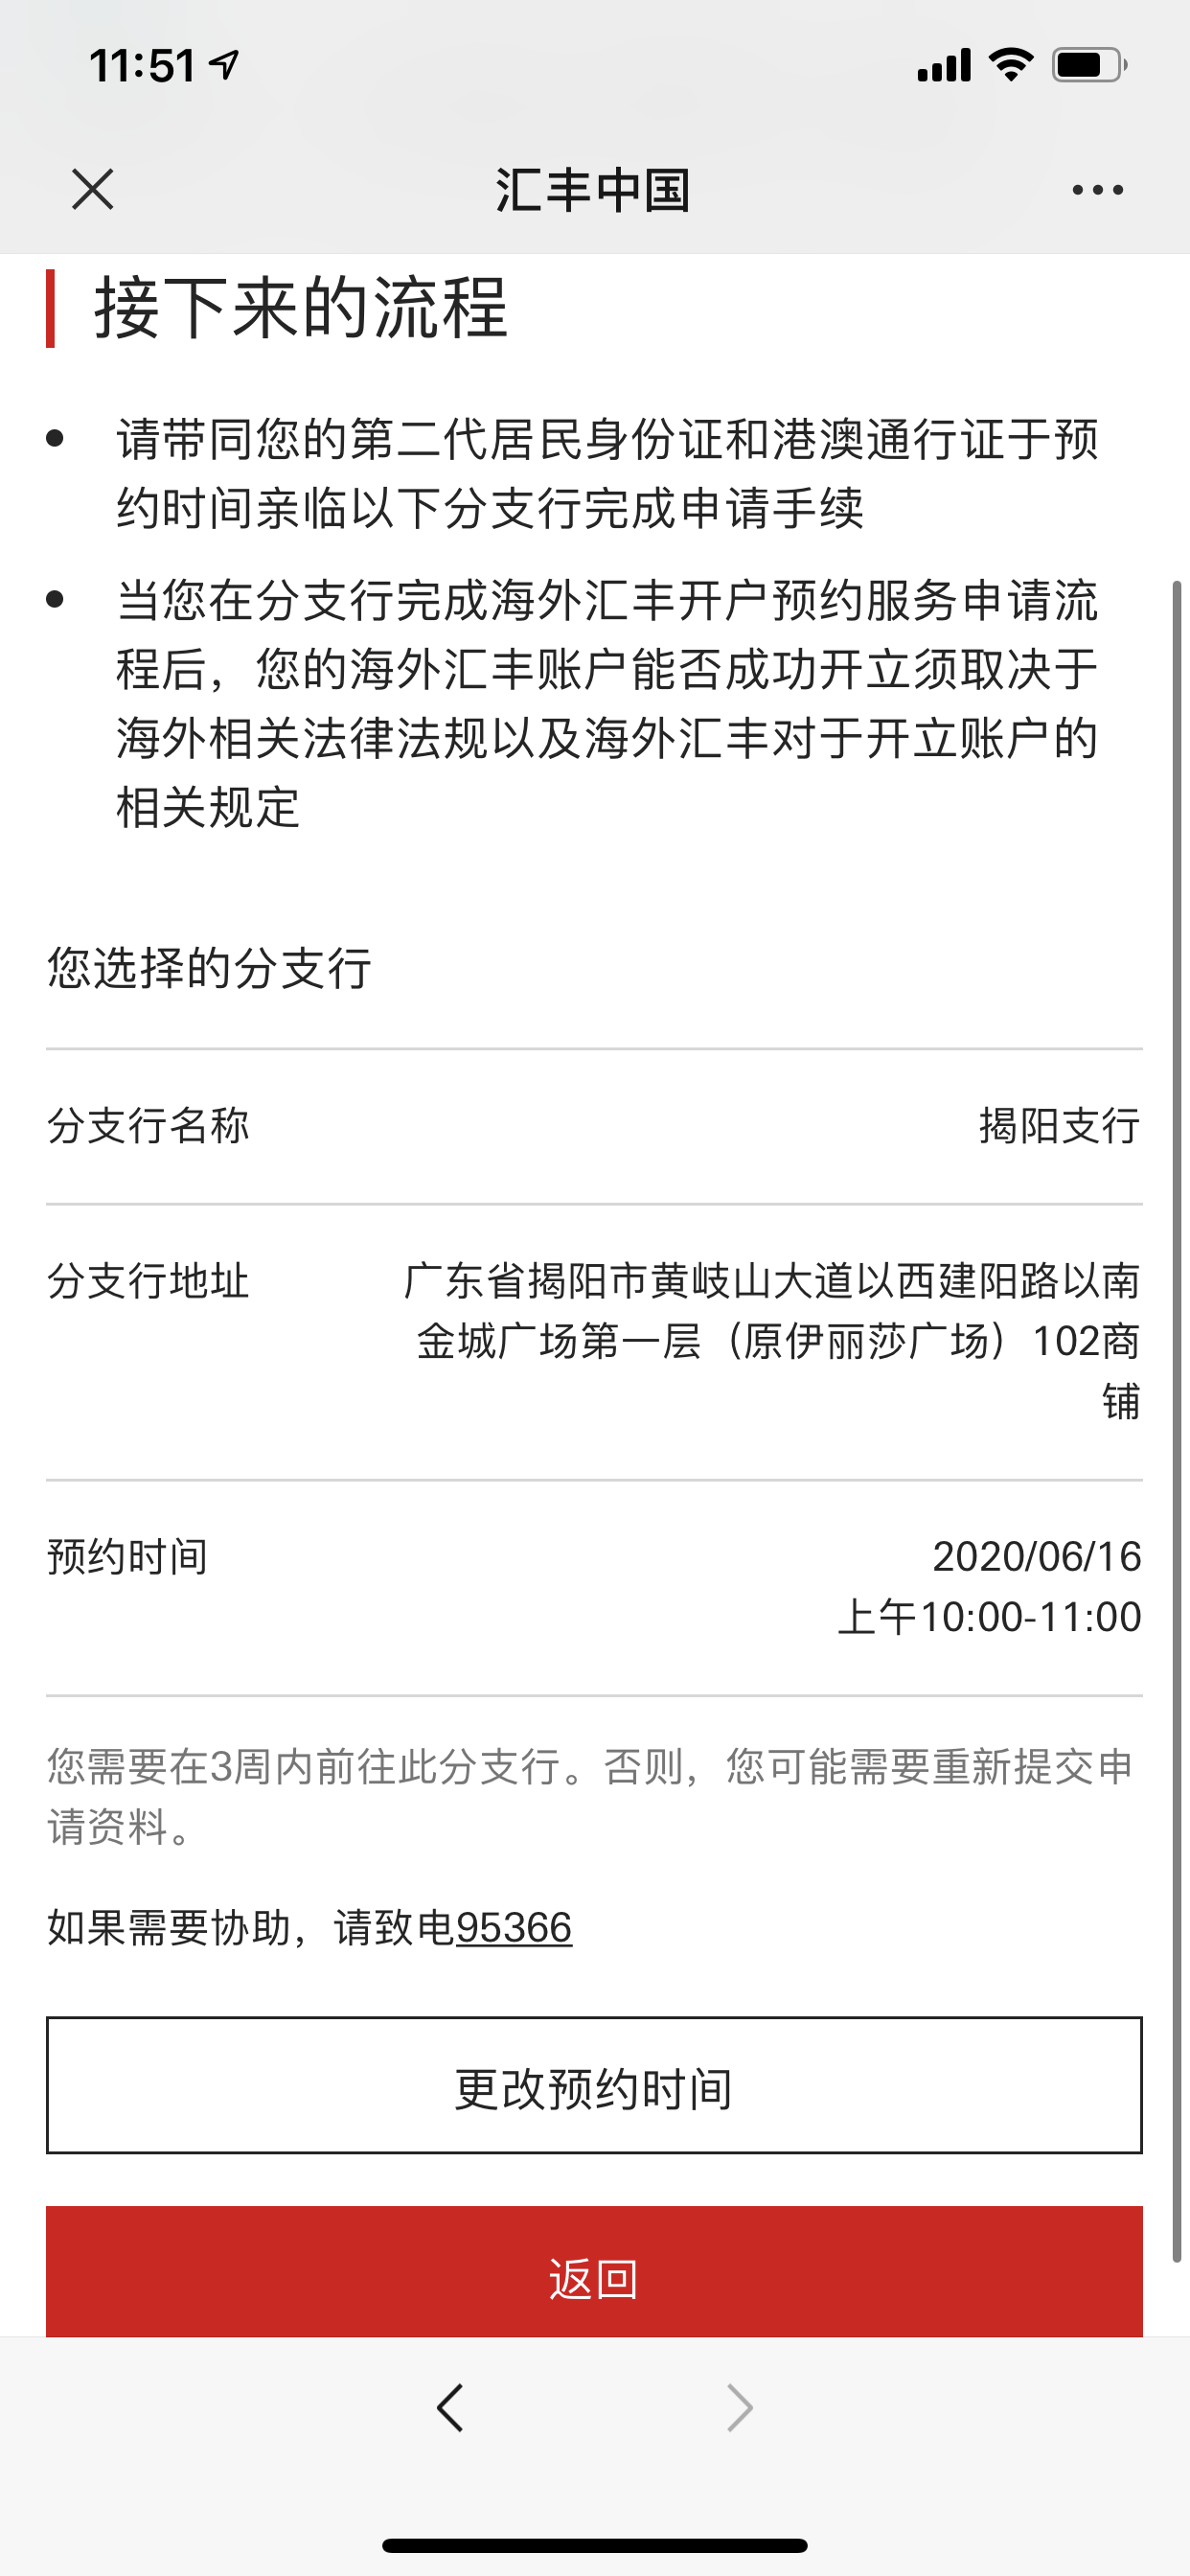 11:51
汇丰中国
接下来的流程
请带同您的第二代居民身份证和港澳通行证于预
约时间亲临以下分支行完成申请手续
当您在分支行完成海外汇丰开户预约服务申请流
程后，您的海外汇丰账户能否成功开立须取决于
海外相关法律法规以及海外汇丰对于开立账户的
相关规定
您选择的分支行
分支行名称
揭阳支行
分支行地址
广东省揭阳市黄岐山大道以西建阳路以南
金城广场第一层（原伊丽莎广场）102商
铺
预约时间
2020/06/16
上午10:00-11:00
您需要在3周内前往此分支行。否则，您可能需要重新提交申
请资料。
如果需要协助，请致电95366
更改预约时间
返回